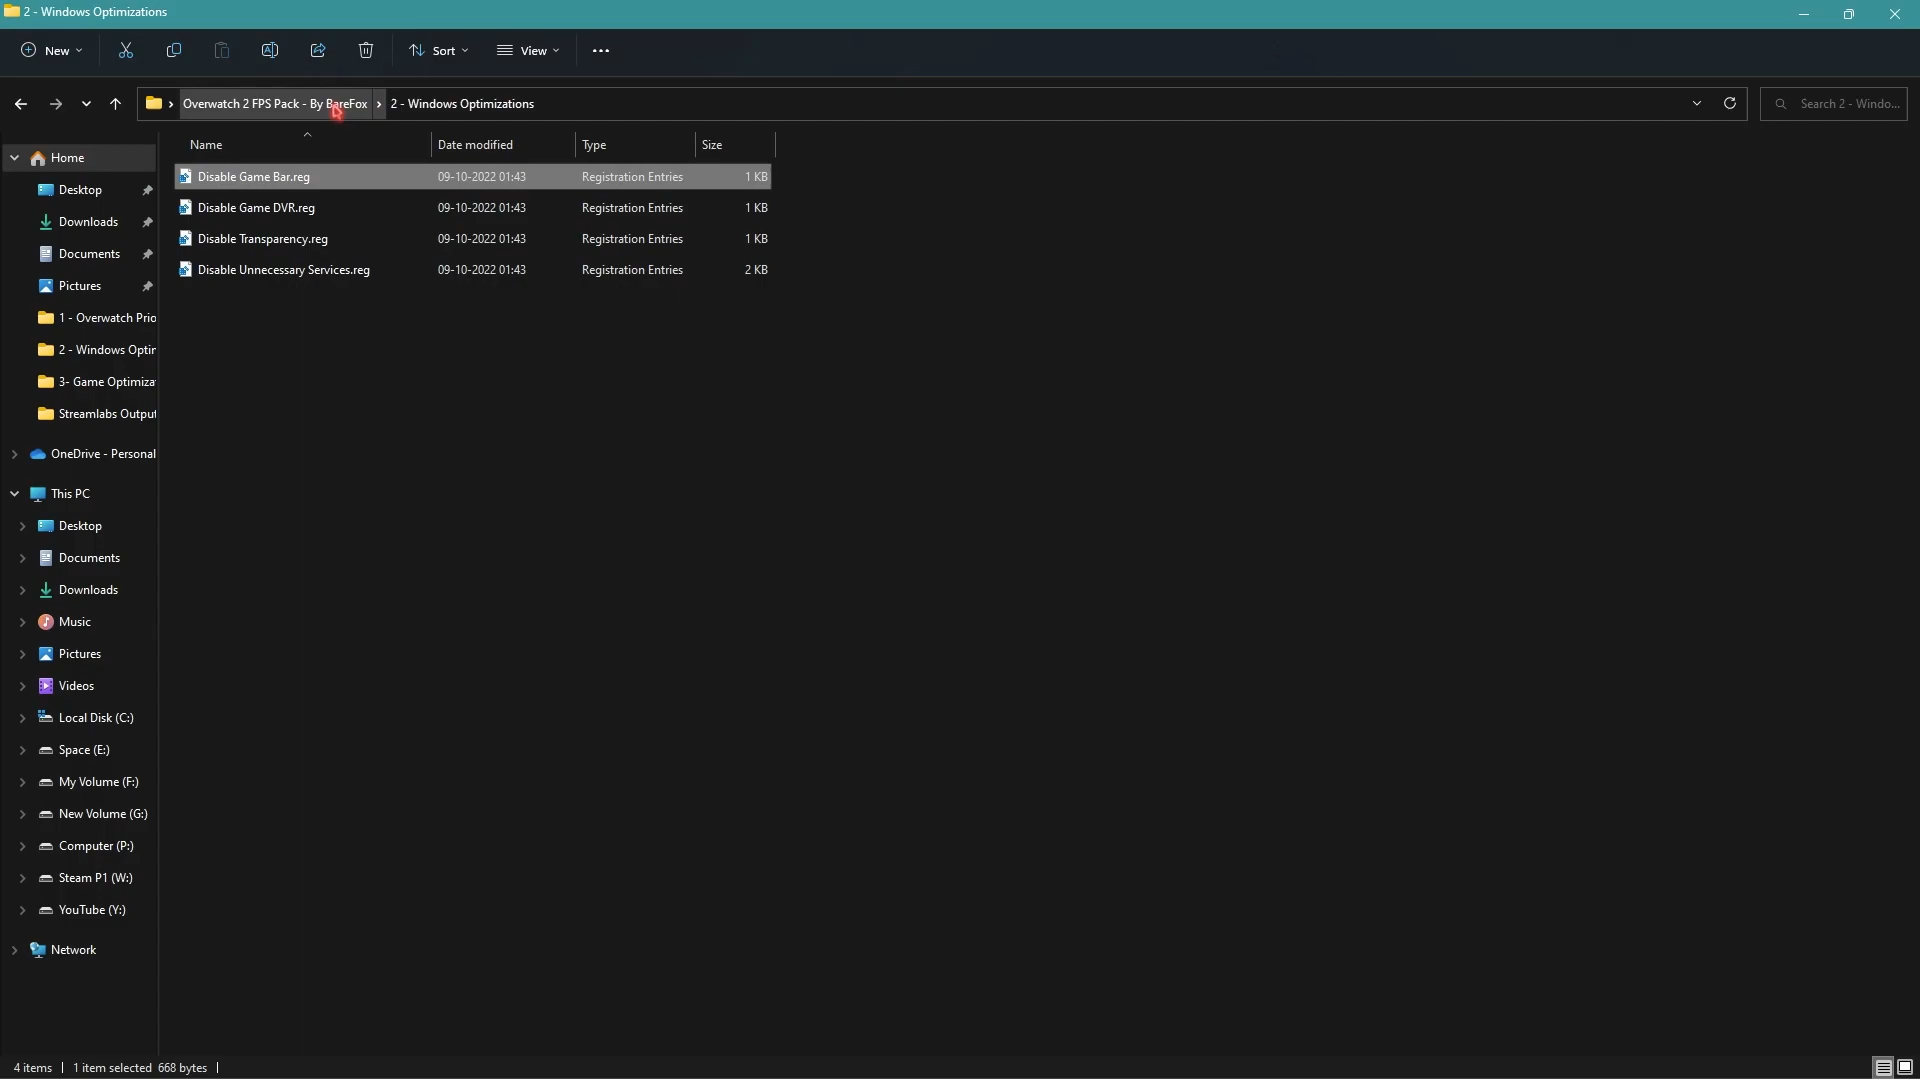 2 - Windows Optimizations
New
Sort
View
Overwatch 2 FPS Pack - By BareFox > 2 - Windows Optimizations
Search 2 - Windo...
Name Date modified Type Size
Disable Game Bar.reg 09-10-2022 01:43 Registration Entries 1 KB
Disable Game DVR.reg 09-10-2022 01:43 Registration Entries 1 KB
Disable Transparency.reg 09-10-2022 01:43 Registration Entries 1 KB
Disable Unnecessary Services.reg 09-10-2022 01:43 Registration Entries 2 KB
Home
Desktop
Downloads
Documents
Pictures
1 - Overwatch Prio
2 - Windows Optim
3- Game Optimiza
Streamlabs Output
OneDrive - Personal
This PC
Desktop
Documents
Downloads
Music
Pictures
Videos
Local Disk (C:)
Space (E:)
My Volume (F:)
New Volume (G:)
Computer (P:)
Steam P1 (W:)
YouTube (Y:)
Network
4 items 1 item selected 668 bytes